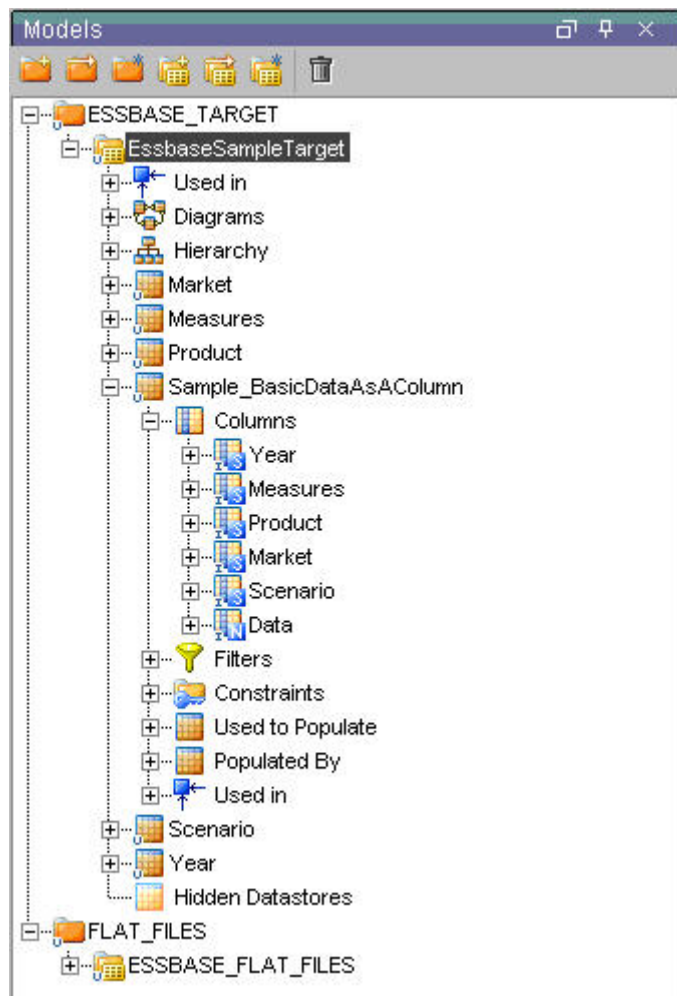 Models
ESSBASE_TARGET
EssbaseSampleTarget
Used in
Diagrams
Hierarchy
Market
Measures
Product
Sample_BasicDataAsAColumn
Columns
Year
Measures
Product
Market
Scenario
Data
Filters
Constraints
Used to Populate
Populated By
Used in
Scenario
Year
Hidden Datastores
FLAT_FILES
ESSBASE_FLAT_FILES